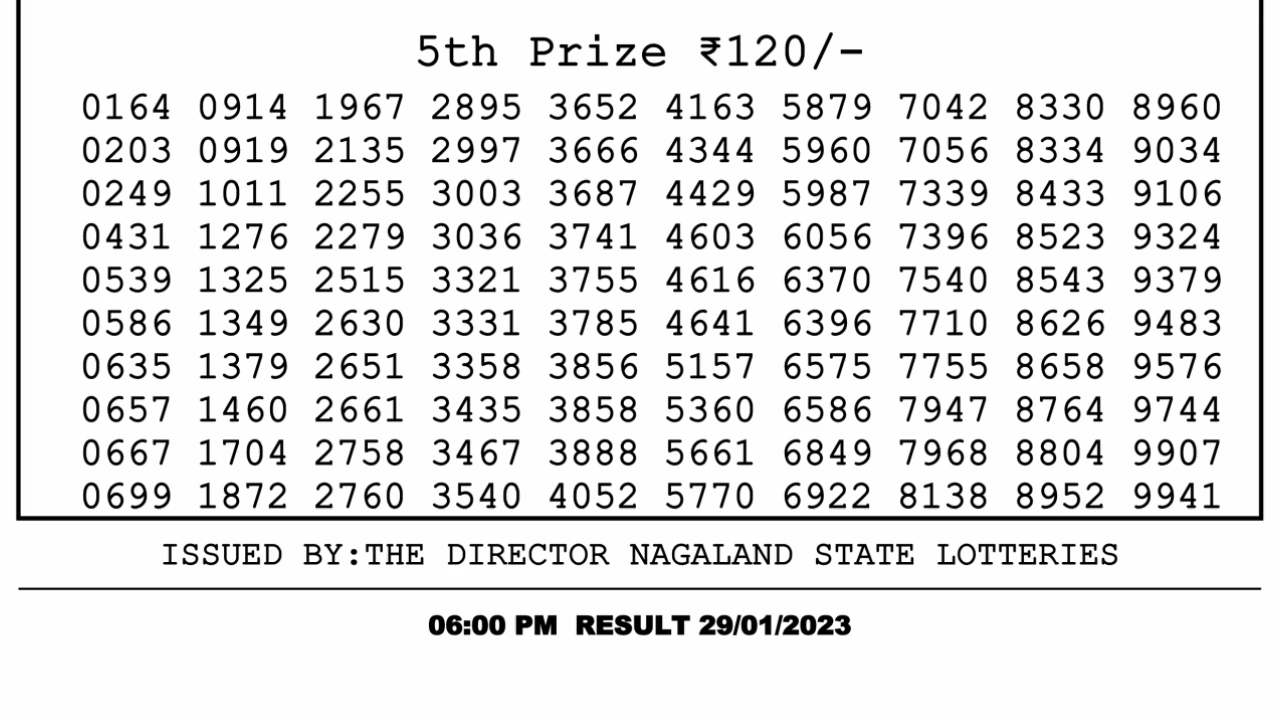 5th Prize ₹120/-
0164 0914 1967 2895 3652 4163 5879 7042 8330 8960
0203 0919 2135 2997 3666 4344 5960 7056 8334 9034
0249 1011 2255 3003 3687 4429 5987 7339 8433 9106
0431 1276 2279 3036 3741 4603 6056 7396 8523 9324
0539 1325 2515 3321 3755 4616 6370 7540 8543 9379
0586 1349 2630 3331 3785 4641 6396 7710 8626 9483
0635 1379 2651 3358 3856 5157 6575 7755 8658 9576
0657 1460 2661 3435 3858 5360 6586 7947 8764 9744
0667 1704 2758 3467 3888 5661 6849 7968 8804 9907
0699 1872 2760 3540 4052 5770 6922 8138 8952 9941
ISSUED BY:THE DIRECTOR NAGALAND STATE LOTTERIES
06:00 PM RESULT 29/01/2023